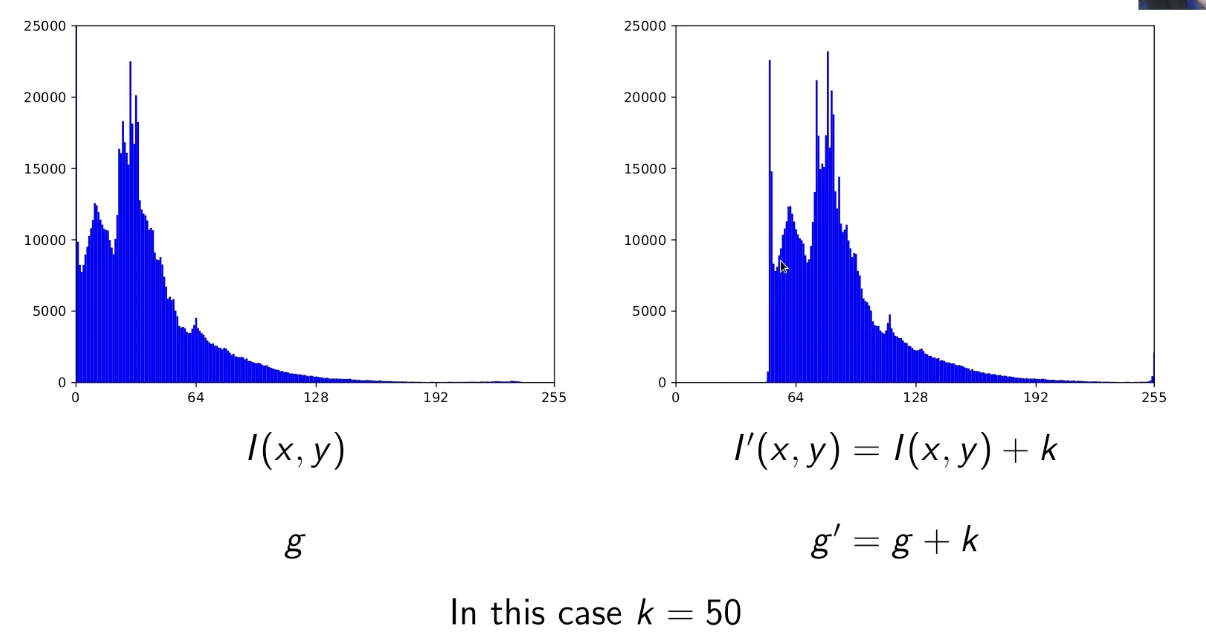 25000
20000
15000
10000
5000
0
0 64 128 192 255
25000
20000
15000
10000
5000
0
0 64 128 192 255
I(x, y)
I′(x, y) = I(x, y) + k
g
g′ = g + k
In this case k = 50